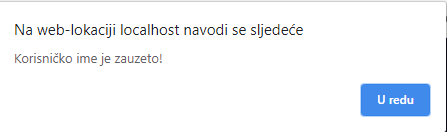 Na web-lokaciji localhost navodi se sljedeće
Korisničko ime je zauzeto!
U redu